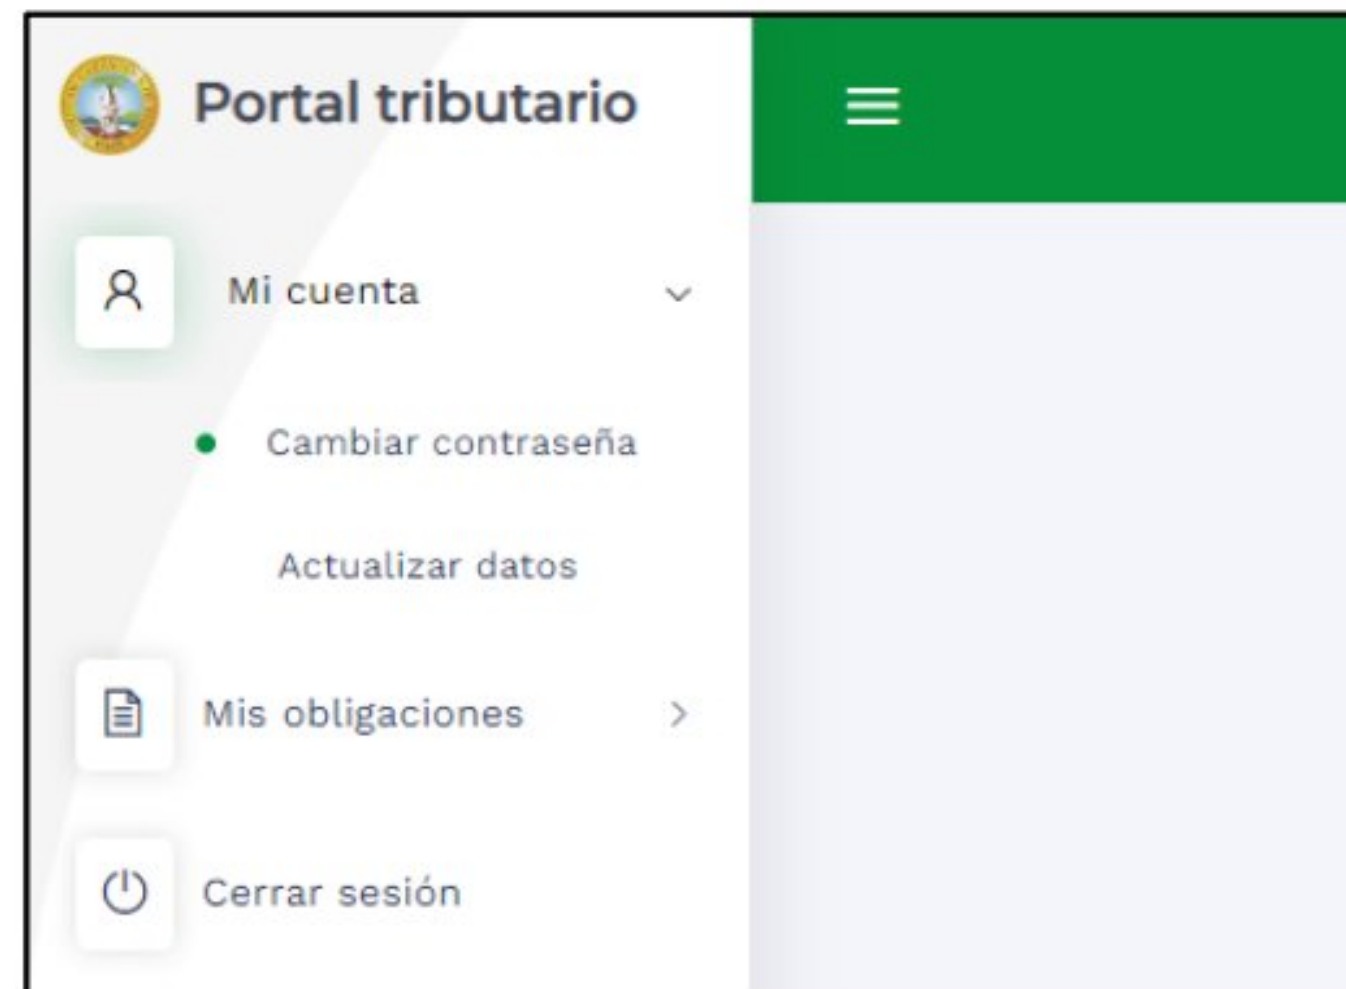 Portal tributario
Mi cuenta
Cambiar contraseña
Actualizar datos
Mis obligaciones
Cerrar sesión